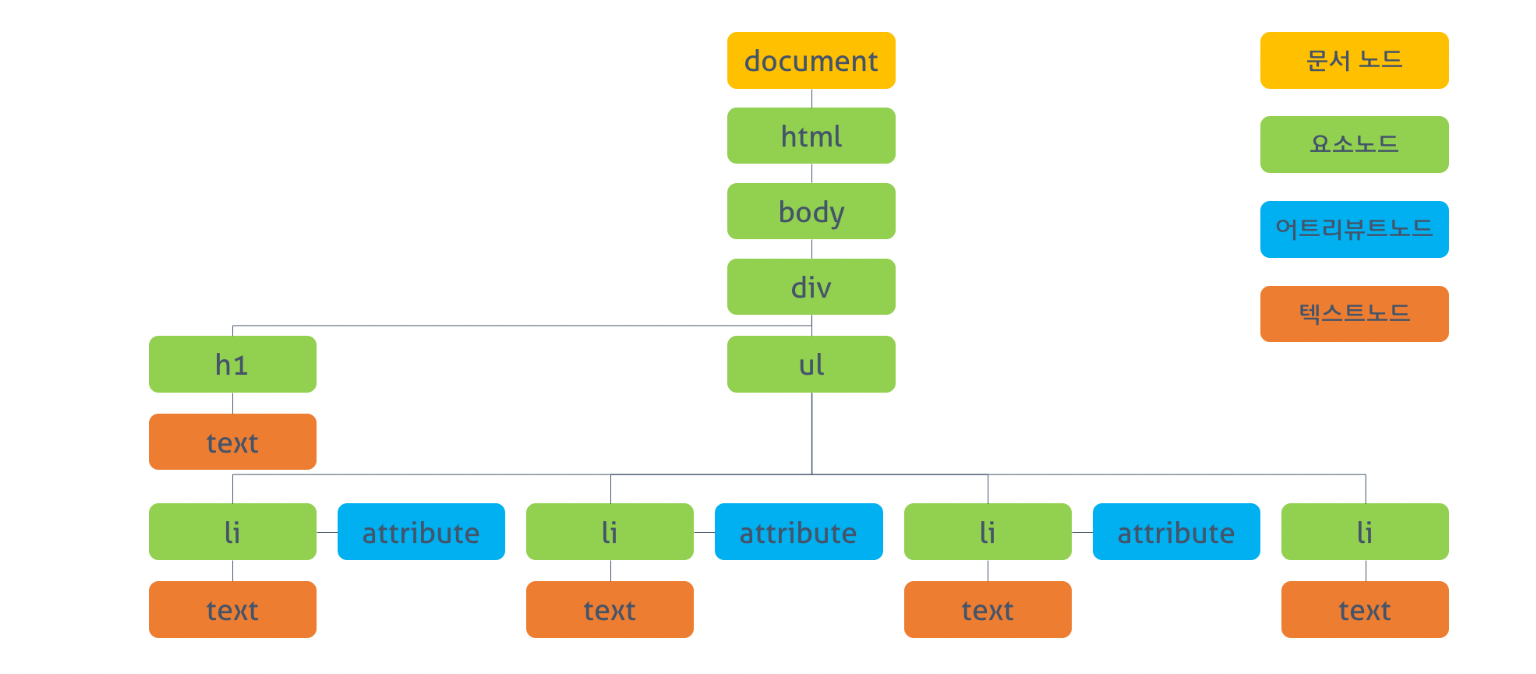 document
문서 노드
html
요소노드
body
어트리뷰트노드
div
텍스트노드
h1
ul
text
li
attribute
li
attribute
li
attribute
li
text
text
text
text